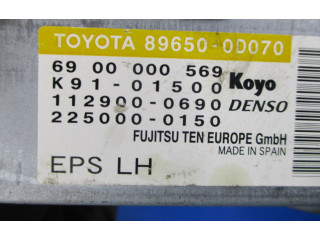 TOYOTA 89650-0D070
69 00 000 569 Koyo
K91-01500
112900-0690 DENSO
225000-0150
FUJITSU TEN EUROPE GmbH
MADE IN SPAIN
EPS LH